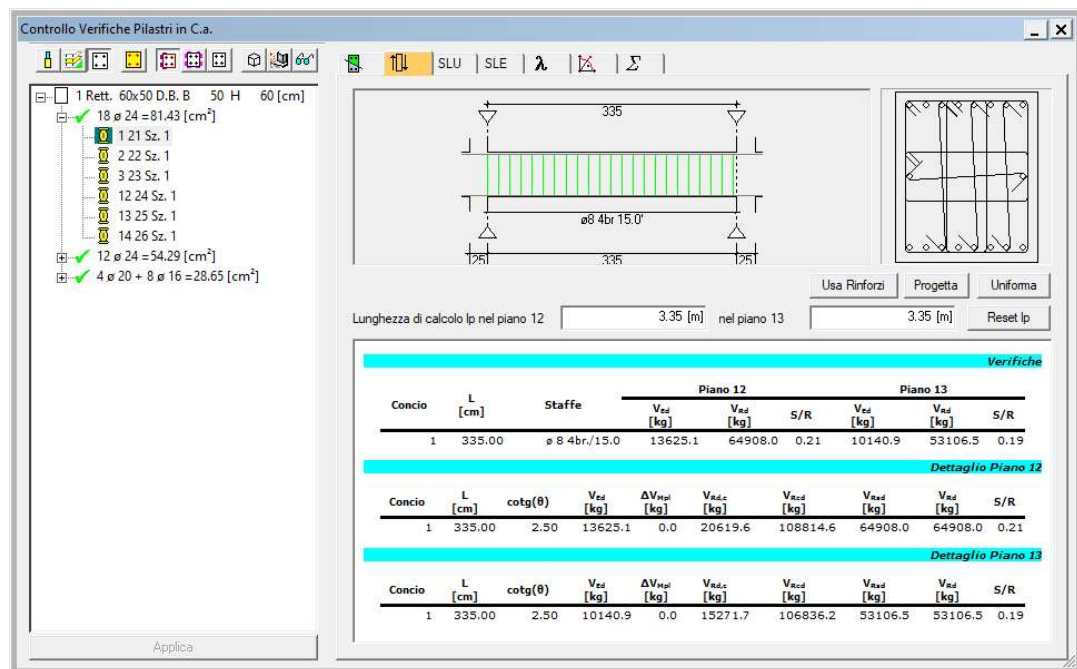 Controllo Verifiche Pilastri in C.a.
SLU SLE λ Σ
1 Rett. 60x50 D.B. B 50 H 60 [cm]
18 ø 24 =81.43 [cm²]
1 21 Sz. 1
2 22 Sz. 1
3 23 Sz. 1
12 24 Sz. 1
13 25 Sz. 1
14 26 Sz. 1
12 ø 24 =54.29 [cm²]
4 ø 20 + 8 ø 16 =28.65 [cm²]
Applica
335
ø8 4br 15.0'
25 335 25
Usa Rinforzi Progetta Uniforma
Lunghezza di calcolo lp nel piano 12 3.35 [m] nel piano 13 3.35 [m] Reset lp
Verifiche
Piano 12 Piano 13
Concio L [cm] Staffe VEd [kg] VRd [kg] S/R VEd [kg] VRd [kg] S/R
1 335.00 ø 8 4br./15.0 13625.1 64908.0 0.21 10140.9 53106.5 0.19
Dettaglio Piano 12
Concio L [cm] cotg(θ) VEd [kg] ΔVMpl [kg] VRd,c [kg] VRcd [kg] VRsd [kg] VRd [kg] S/R
1 335.00 2.50 13625.1 0.0 20619.6 108814.6 64908.0 64908.0 0.21
Dettaglio Piano 13
Concio L [cm] cotg(θ) VEd [kg] ΔVMpl [kg] VRd,c [kg] VRcd [kg] VRsd [kg] VRd [kg] S/R
1 335.00 2.50 10140.9 0.0 15271.7 106836.2 53106.5 53106.5 0.19